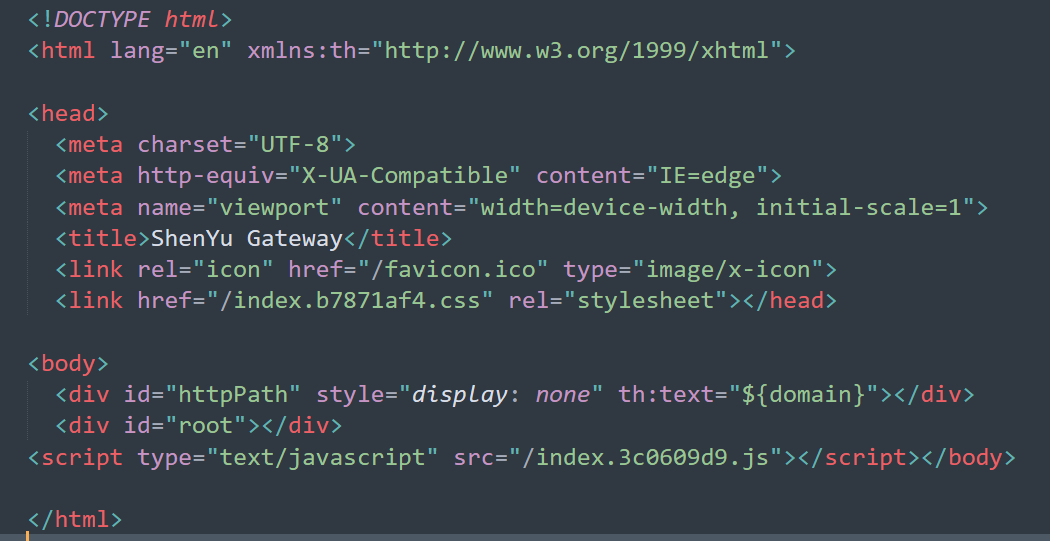 <!DOCTYPE html>
<html lang="en" xmlns:th="http://www.w3.org/1999/xhtml">
<head>
<meta charset="UTF-8">
<meta http-equiv="X-UA-Compatible" content="IE=edge">
<meta name="viewport" content="width=device-width, initial-scale=1">
<title>ShenYu Gateway</title>
<link rel="icon" href="/favicon.ico" type="image/x-icon">
<link href="/index.b7871af4.css" rel="stylesheet"></head>
<body>
<div id="httpPath" style="display: none" th:text="${domain}"></div>
<div id="root"></div>
<script type="text/javascript" src="/index.3c0609d9.js"></script></body>
</html>